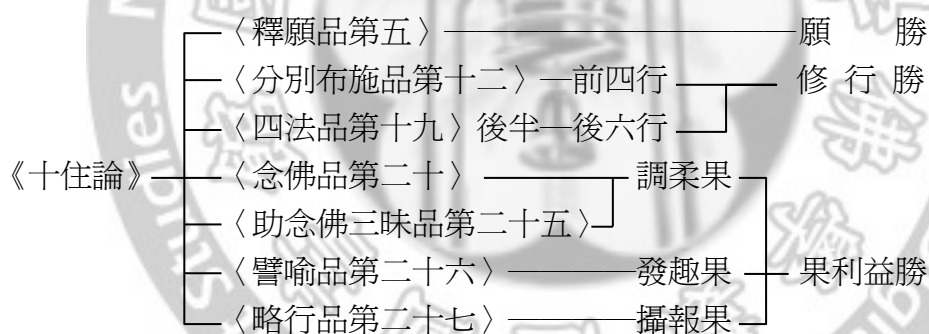 〈釋願品第五〉 願勝
〈分別布施品第十二〉 前四行 修行勝
〈四法品第十九〉後半 後六行
《十住論》 〈念佛品第二十〉 調柔果
〈助念佛三昧品第二十五〉
〈譬喻品第二十六〉 發趣果 果利益勝
〈略行品第二十七〉 攝報果